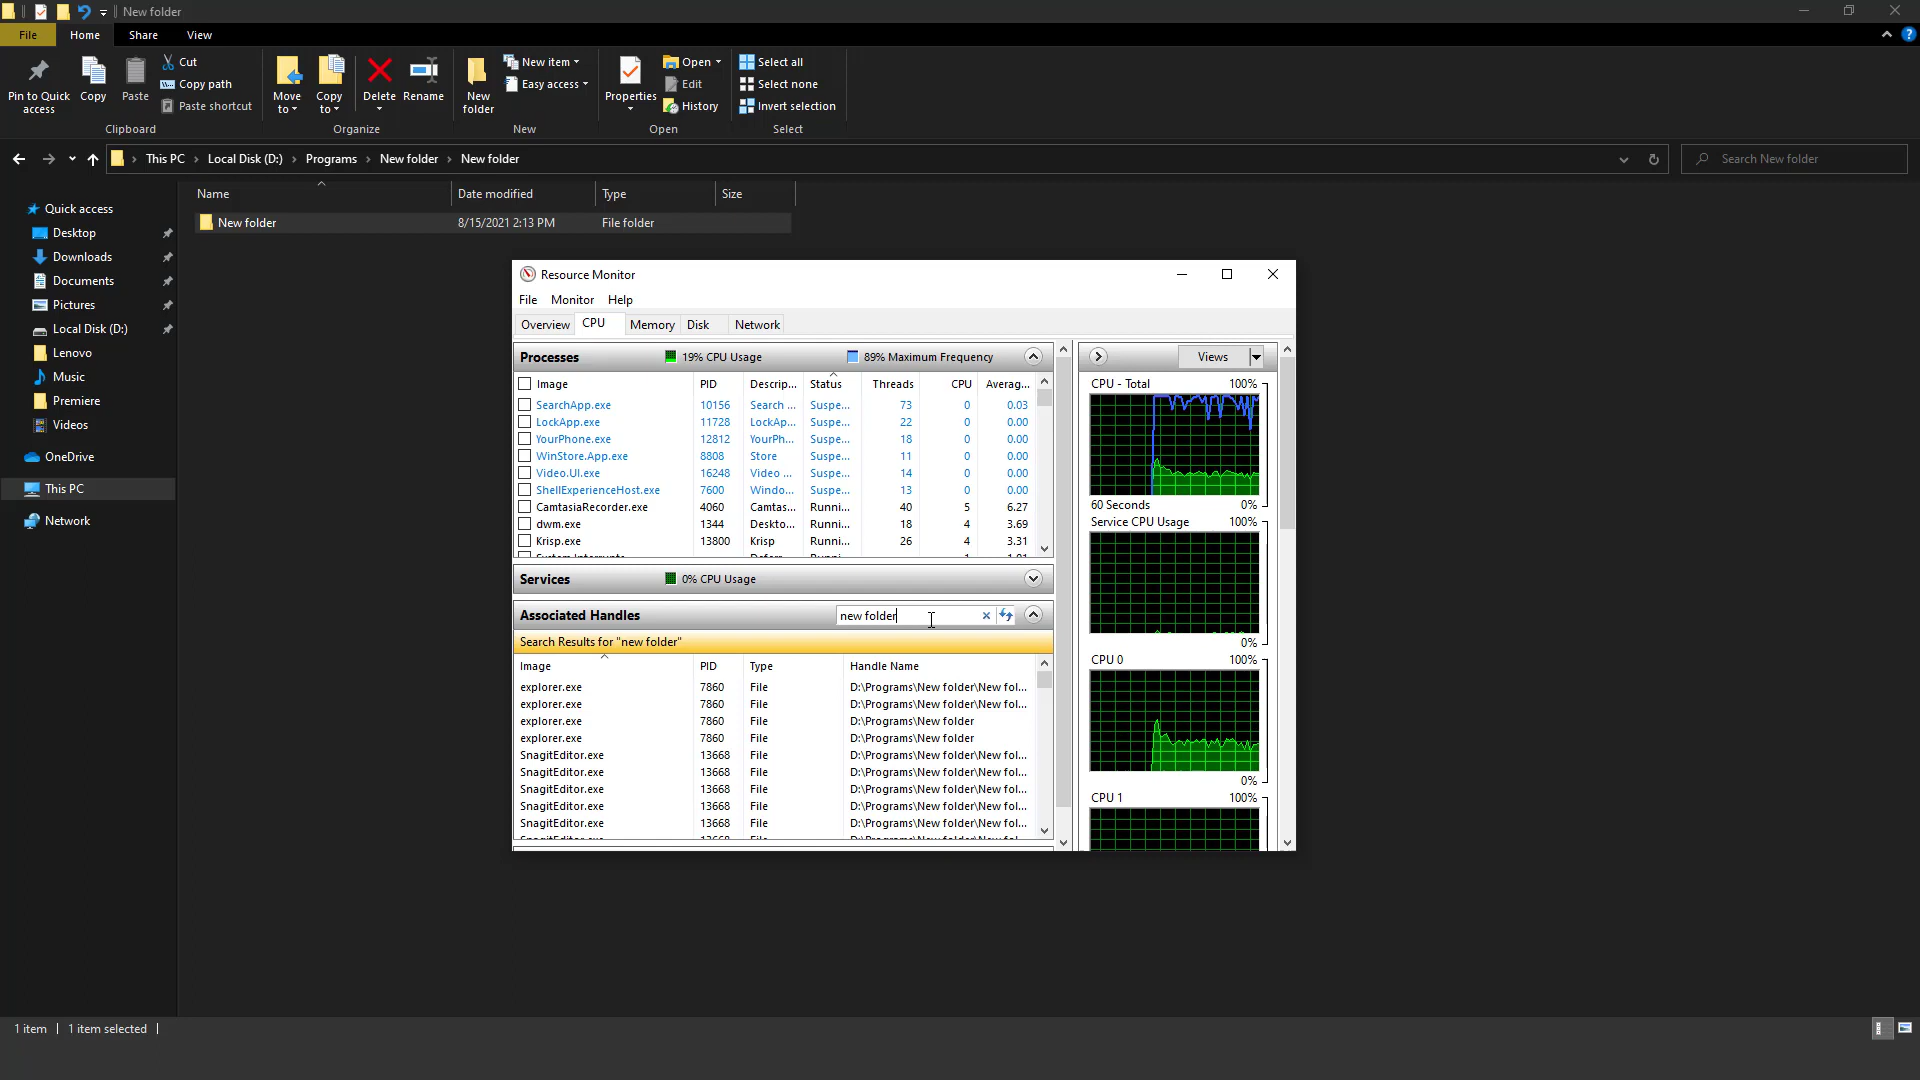 New folder
File Home Share View
Pin to Quick access
Copy
Paste
Cut
Copy path
Paste shortcut
Clipboard
Move to
Copy to
Delete
Rename
Organize
New folder
New item
Easy access
New
Properties
Open
Edit
History
Open
Select all
Select none
Invert selection
Select
This PC > Local Disk (D:) > Programs > New folder > New folder
Search New folder
Name Date modified Type Size
New folder 8/15/2021 2:13 PM File folder
Quick access
Desktop
Downloads
Documents
Pictures
Local Disk (D:)
Lenovo
Music
Premiere
Videos
OneDrive
This PC
Network
Resource Monitor
File Monitor Help
Overview CPU Memory Disk Network
Processes 19% CPU Usage 89% Maximum Frequency
Image PID Descrip... Status Threads CPU Averag...
SearchApp.exe 10156 Search ... Suspe... 73 0 0.03
LockApp.exe 11728 LockAp... Suspe... 22 0 0.00
YourPhone.exe 12812 YourPh... Suspe... 18 0 0.00
WinStore.App.exe 8808 Store Suspe... 11 0 0.00
Video.UI.exe 16248 Video ... Suspe... 14 0 0.00
ShellExperienceHost.exe 7600 Windo... Suspe... 13 0 0.00
CamtasiaRecorder.exe 4060 Camtas... Runni... 40 5 6.27
dwm.exe 1344 Deskto... Runni... 18 4 3.69
Krisp.exe 13800 Krisp Runni... 26 4 3.31
Services 0% CPU Usage
Associated Handles new folder
Search Results for "new folder"
Image PID Type Handle Name
explorer.exe 7860 File D:\Programs\New folder\New fol...
explorer.exe 7860 File D:\Programs\New folder\New fol...
explorer.exe 7860 File D:\Programs\New folder
explorer.exe 7860 File D:\Programs\New folder
SnagitEditor.exe 13668 File D:\Programs\New folder\New fol...
SnagitEditor.exe 13668 File D:\Programs\New folder\New fol...
SnagitEditor.exe 13668 File D:\Programs\New folder\New fol...
SnagitEditor.exe 13668 File D:\Programs\New folder\New fol...
SnagitEditor.exe 13668 File D:\Programs\New folder\New fol...
Views
CPU - Total 100%
60 Seconds 0%
Service CPU Usage 100%
0%
CPU 0 100%
0%
CPU 1 100%
1 item 1 item selected